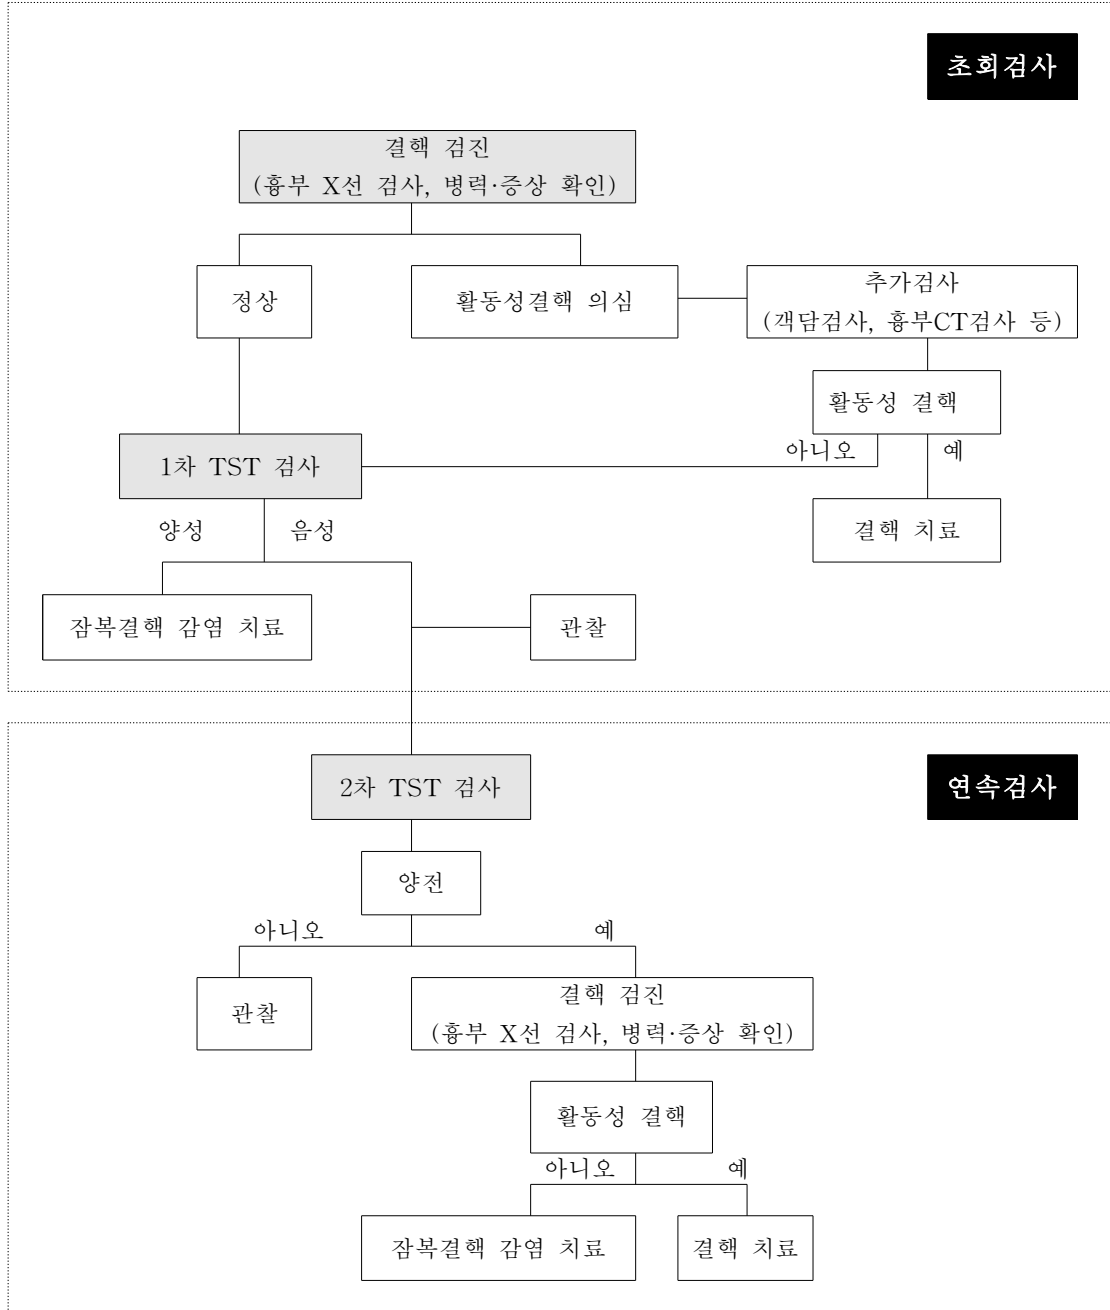 초회검사
결핵 검진
(흉부 X선 검사, 병력·증상 확인)
정상
활동성결핵 의심
추가검사
(객담검사, 흉부CT검사 등)
활동성 결핵
아니오
예
1차 TST 검사
결핵 치료
양성
음성
잠복결핵 감염 치료
관찰
2차 TST 검사
연속검사
양전
아니오
예
관찰
결핵 검진
(흉부 X선 검사, 병력·증상 확인)
활동성 결핵
아니오
예
잠복결핵 감염 치료
결핵 치료